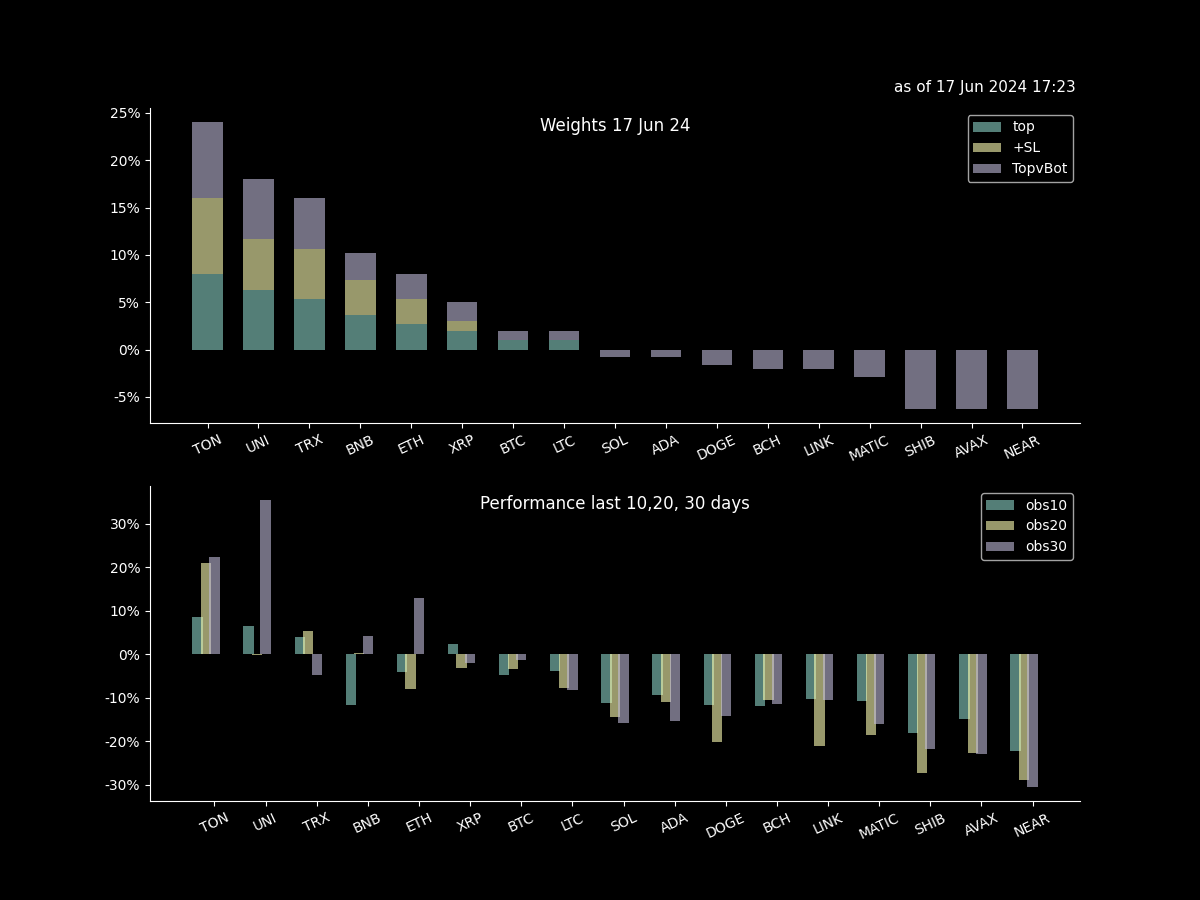 as of 17 Jun 2024 17:23
Weights 17 Jun 24
top
+SL
TopvBot
25%
20%
15%
10%
5%
0%
-5%
TON UNI TRX BNB ETH XRP BTC LTC SOL ADA DOGE BCH LINK MATIC SHIB AVAX NEAR
Performance last 10,20, 30 days
obs10
obs20
obs30
30%
20%
10%
0%
-10%
-20%
-30%
TON UNI TRX BNB ETH XRP BTC LTC SOL ADA DOGE BCH LINK MATIC SHIB AVAX NEAR